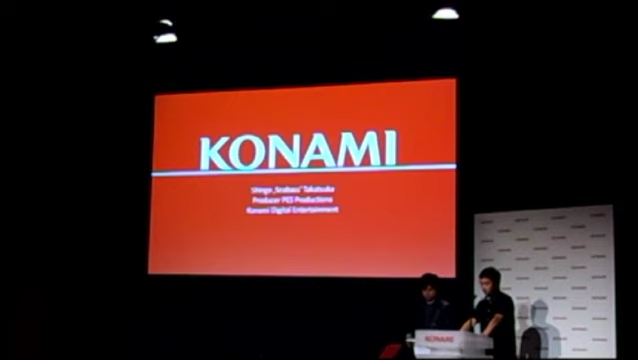 KONAMI
Shingo „Seabass" Takatsuka
Producer PES Productions
Konami Digital Entertainment
KONAMI